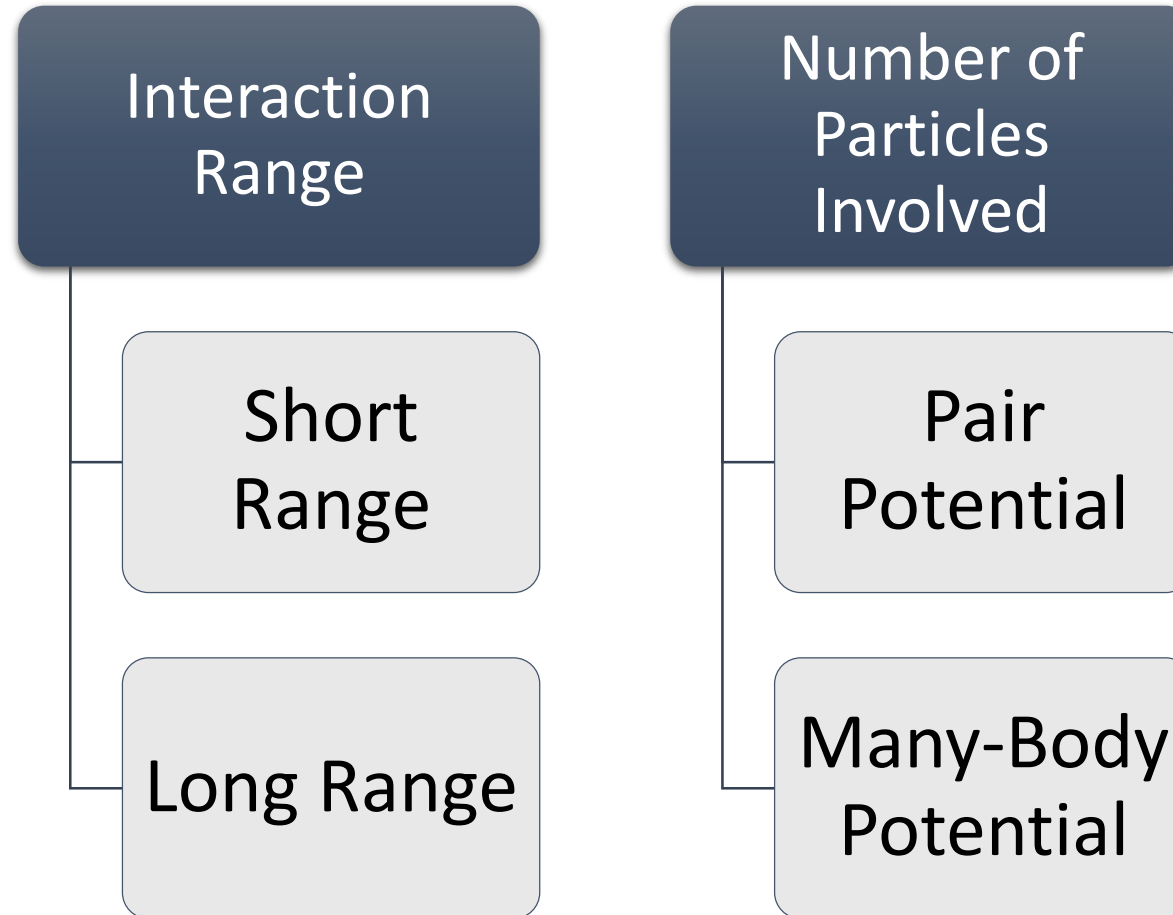 Interaction
Range
Short
Range
Long Range
Number of
Particles
Involved
Pair
Potential
Many-Body
Potential